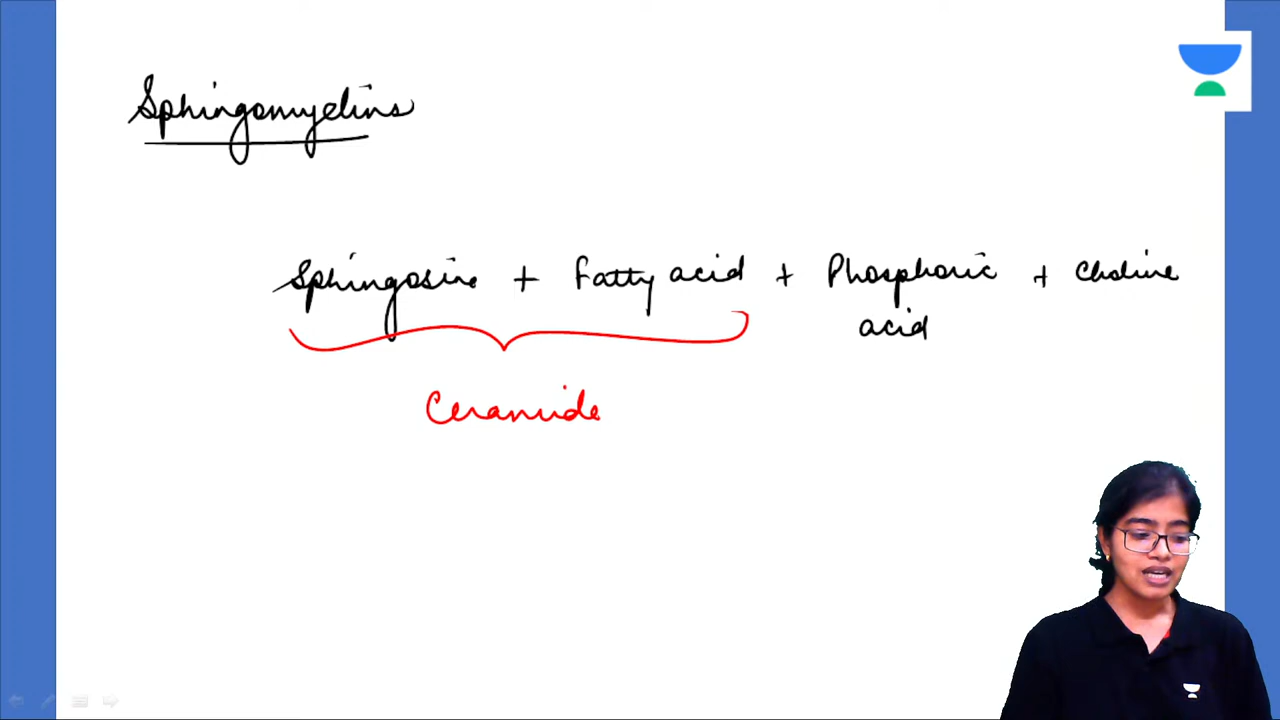 Sphingomyelins
Sphingosine + Fatty acid + Phosphoric + Choline
acid
Ceramide